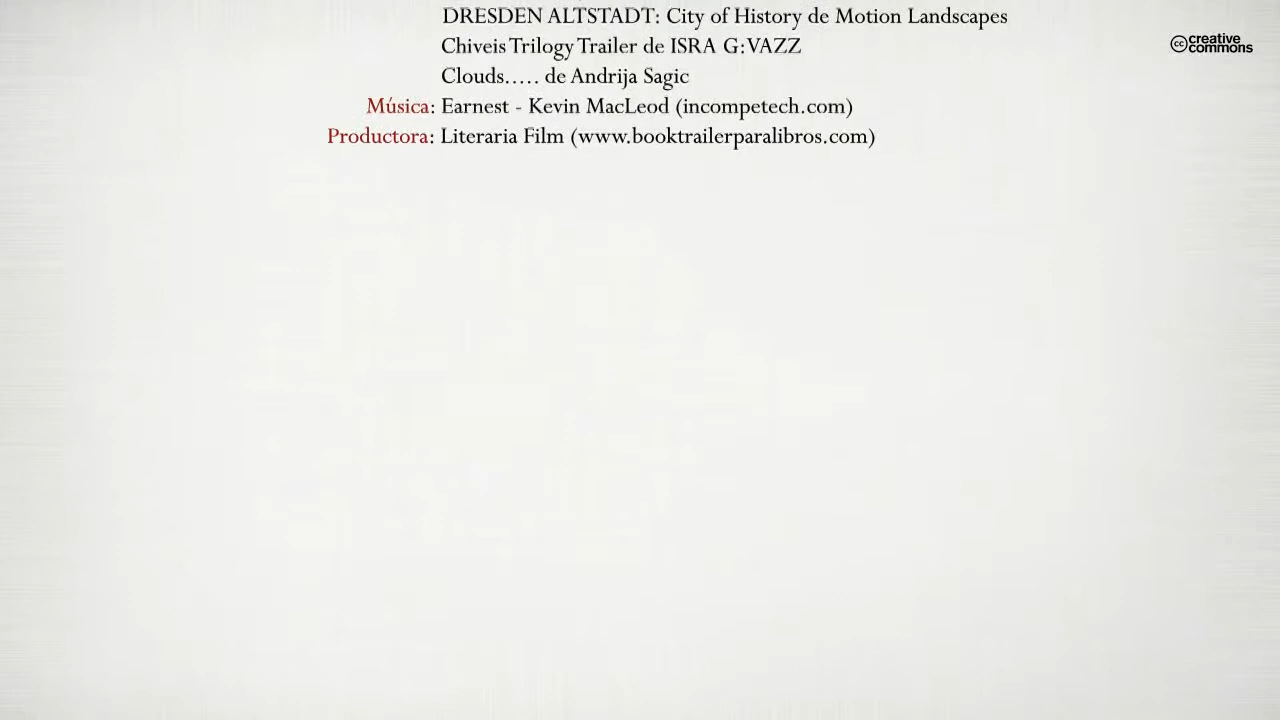 DRESDEN ALTSTADT: City of History de Motion Landscapes
Chiveis Trilogy Trailer de ISRA G:VAZZ
Clouds..... de Andrija Sagic
Música: Earnest - Kevin MacLeod (incompetech.com)
Productora: Literaria Film (www.booktrailerparalibros.com)
cc creative
commons